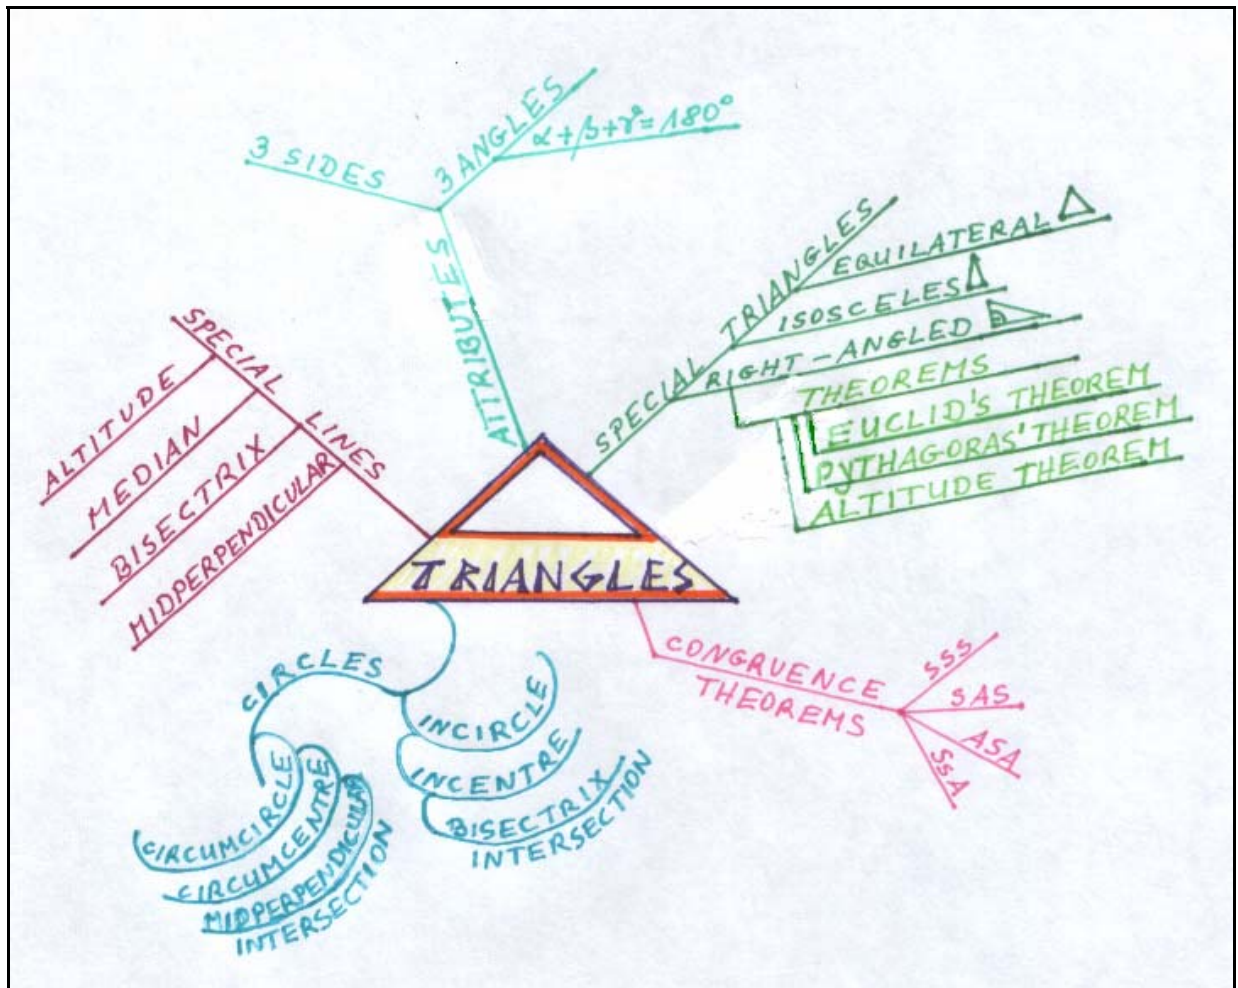 3 SIDES
3 ANGLES
α+β+γ=180°
ATTRIBUTES
SPECIAL TRIANGLES
EQUILATERAL
ISOSCELES
RIGHT-ANGLED
THEOREMS
EUCLID'S THEOREM
PYTHAGORAS' THEOREM
ALTITUDE THEOREM
SPECIAL LINES
ALTITUDE
MEDIAN
BISECTRIX
MIDPERPENDICULAR
TRIANGLES
CONGRUENCE
THEOREMS
SSS
SAS
ASA
SsA
CIRCLES
INCIRCLE
INCENTRE
BISECTRIX
INTERSECTION
CIRCUMCIRCLE
CIRCUMCENTRE
MIDPERPENDICULAR
INTERSECTION